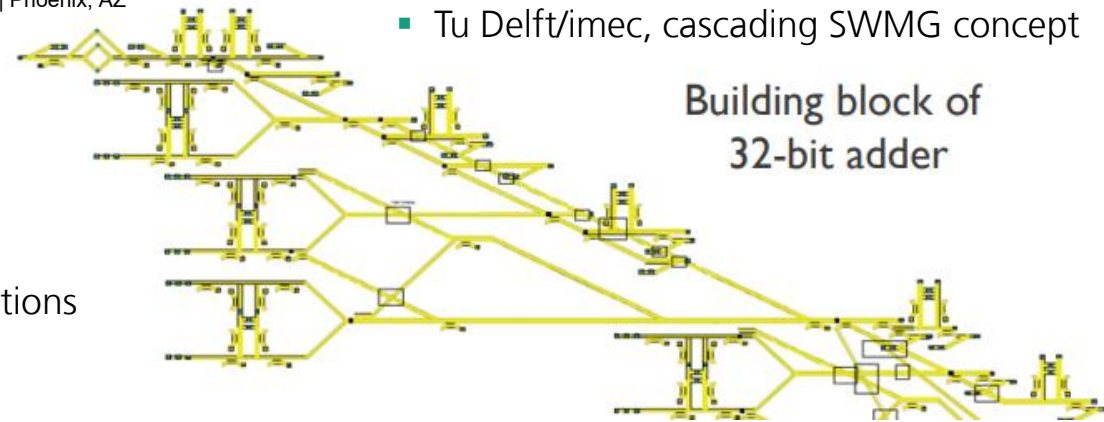 | Phoenix, AZ
▪ Tu Delft/imec, cascading SWMG concept
Building block of
32-bit adder
tions